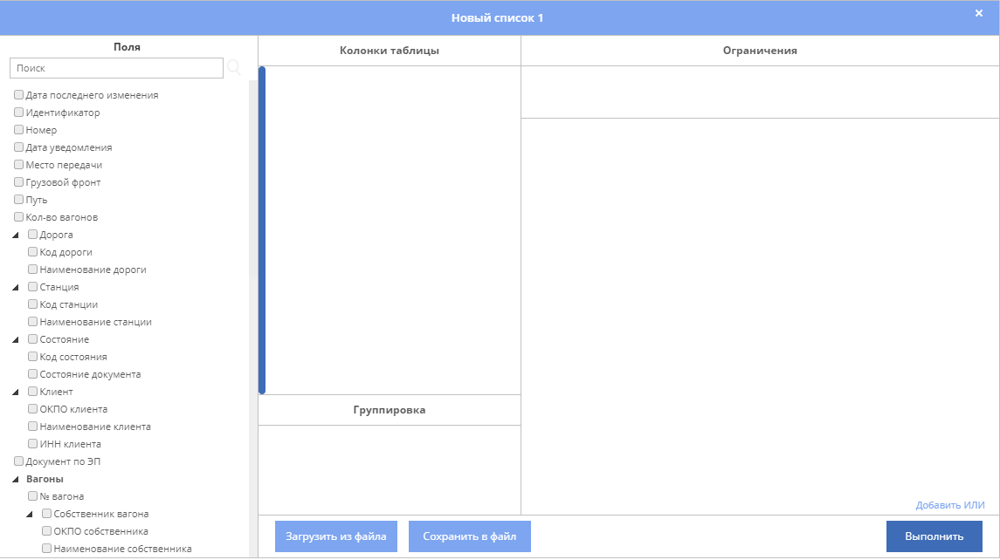 Новый список 1
×
Поля
Поиск
Дата последнего изменения
Идентификатор
Номер
Дата уведомления
Место передачи
Грузовой фронт
Путь
Кол-во вагонов
Дорога
Код дороги
Наименование дороги
Станция
Код станции
Наименование станции
Состояние
Код состояния
Состояние документа
Клиент
ОКПО клиента
Наименование клиента
ИНН клиента
Документ по ЭП
Вагоны
№ вагона
Собственник вагона
ОКПО собственника
Наименование собственника
Колонки таблицы
Группировка
Ограничения
Добавить ИЛИ
Загрузить из файла
Сохранить в файл
Выполнить